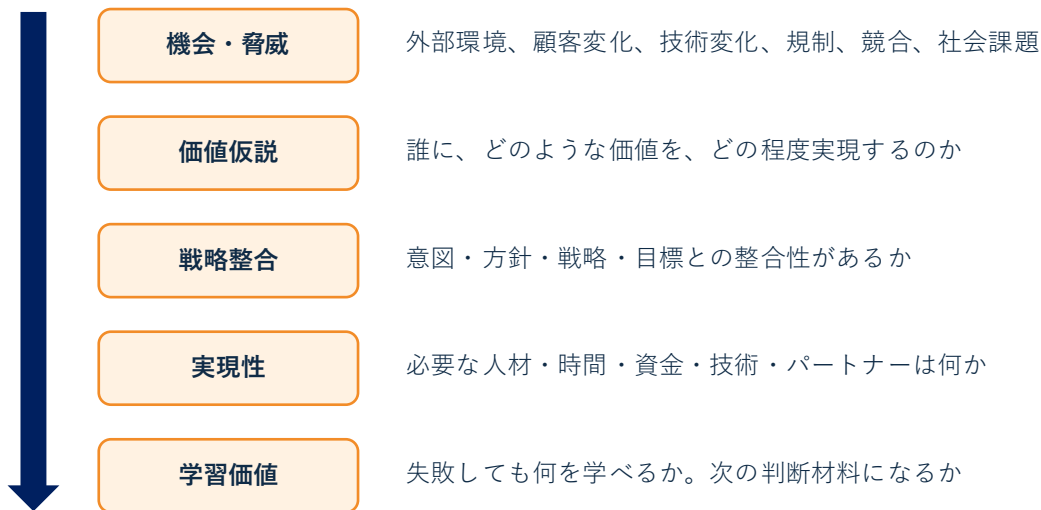 機会・脅威
外部環境、顧客変化、技術変化、規制、競合、社会課題
価値仮説
誰に、どのような価値を、どの程度実現するのか
戦略整合
意図・方針・戦略・目標との整合性があるか
実現性
必要な人材・時間・資金・技術・パートナーは何か
学習価値
失敗しても何を学べるか。次の判断材料になるか